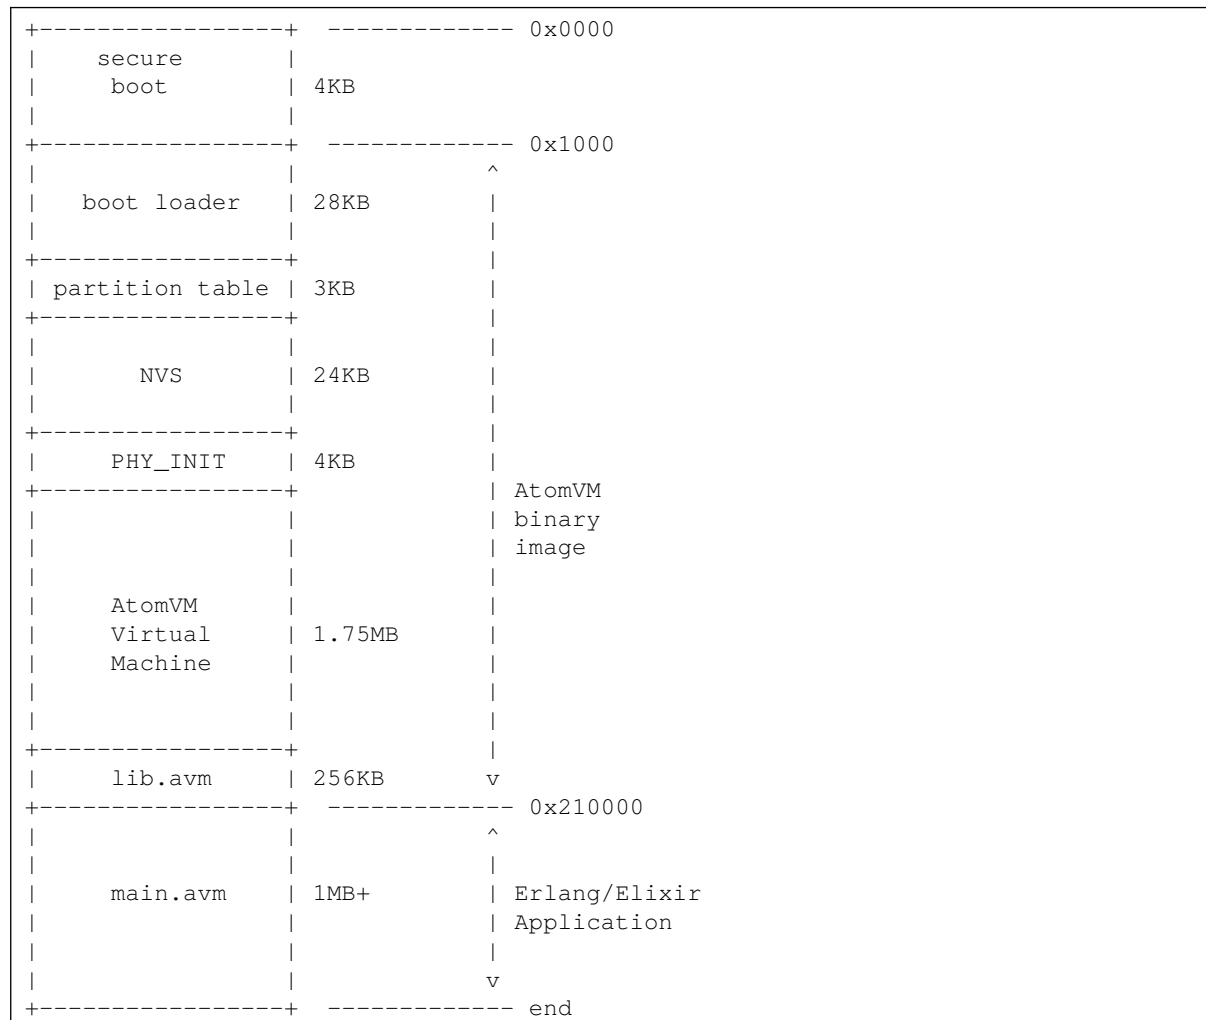 +-----------------+  ------------- 0x0000
|    secure       |
|     boot        | 4KB
|                 |
+-----------------+  ------------- 0x1000
|                 |             ^
|   boot loader   | 28KB        |
|                 |             |
+-----------------+             |
| partition table | 3KB         |
+-----------------+             |
|                 |             |
|       NVS       | 24KB        |
|                 |             |
+-----------------+             |
|     PHY_INIT    | 4KB         |
+-----------------+             | AtomVM
|                 |             | binary
|                 |             | image
|                 |             |
|     AtomVM      |             |
|     Virtual     | 1.75MB      |
|     Machine     |             |
|                 |             |
|                 |             |
+-----------------+             |
|     lib.avm     | 256KB       v
+-----------------+  ------------- 0x210000
|                 |             ^
|                 |             |
|     main.avm    | 1MB+        | Erlang/Elixir
|                 |             | Application
|                 |             |
|                 |             v
+-----------------+  ------------- end